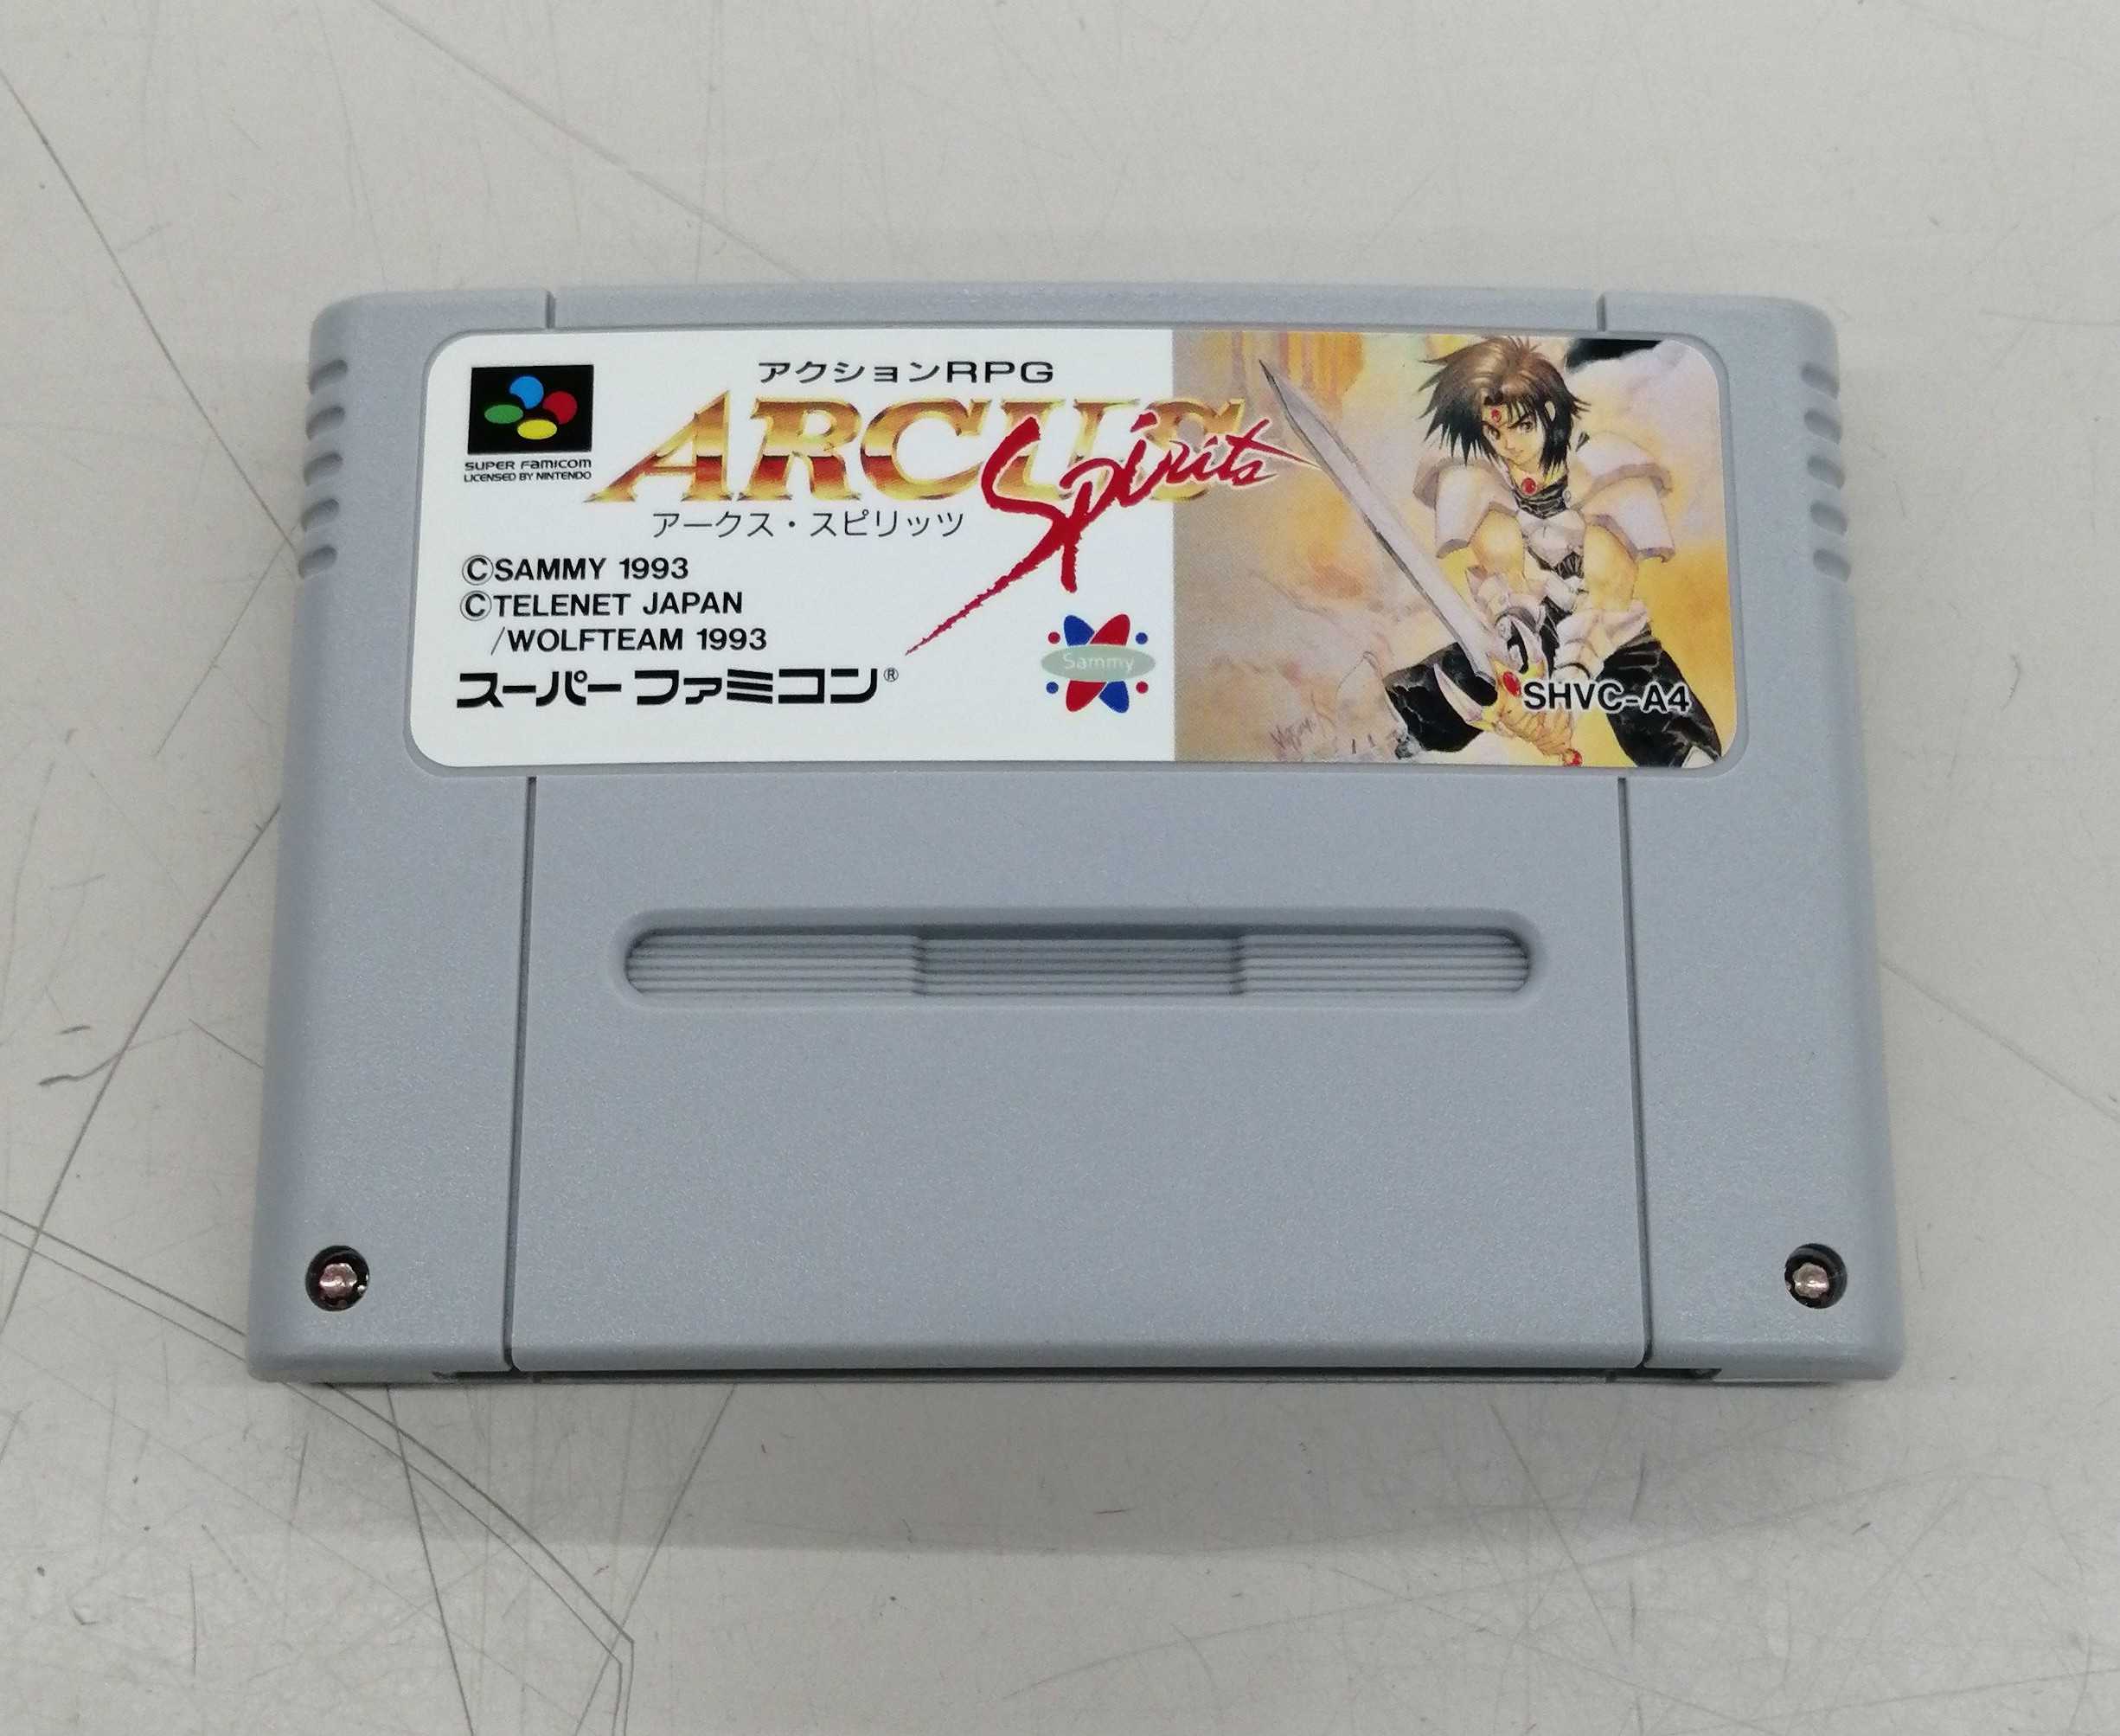 アクションRPG
ARCUS Spirits
アークス・スピリッツ
SUPER FAMICOM
LICENSED BY NINTENDO
©SAMMY 1993
©TELENET JAPAN
/WOLFTEAM 1993
スーパーファミコン®
Sammy
SHVC-A4